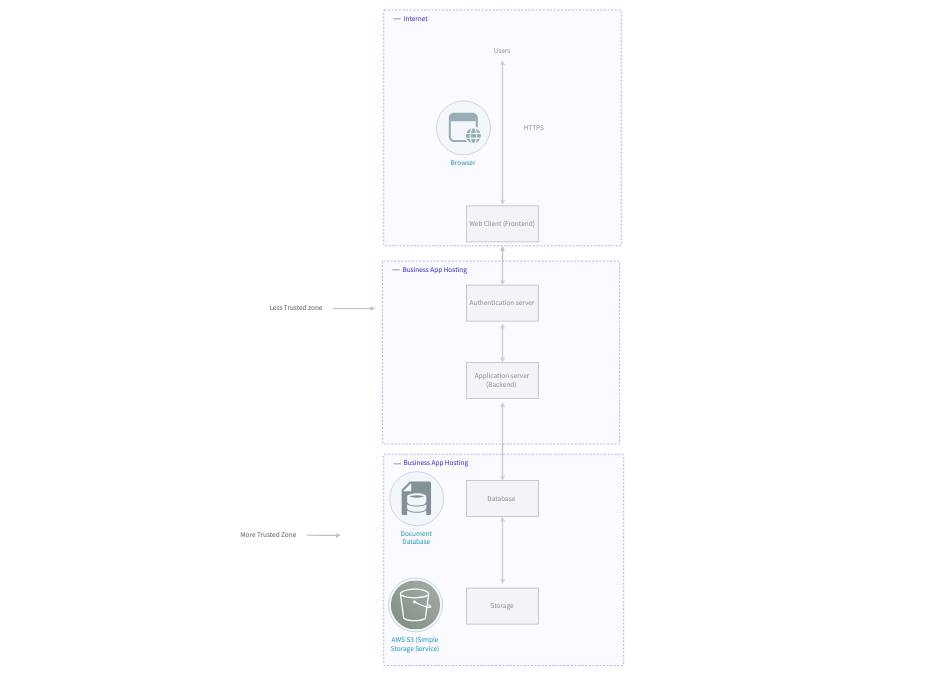 Internet
Users
HTTPS
Browser
Web Client (Frontend)
Business App Hosting
Authentication server
Less Trusted zone
Application server
(Backend)
Business App Hosting
Database
Document
Database
More Trusted Zone
Storage
AWS S3 (Simple
Storage Service)